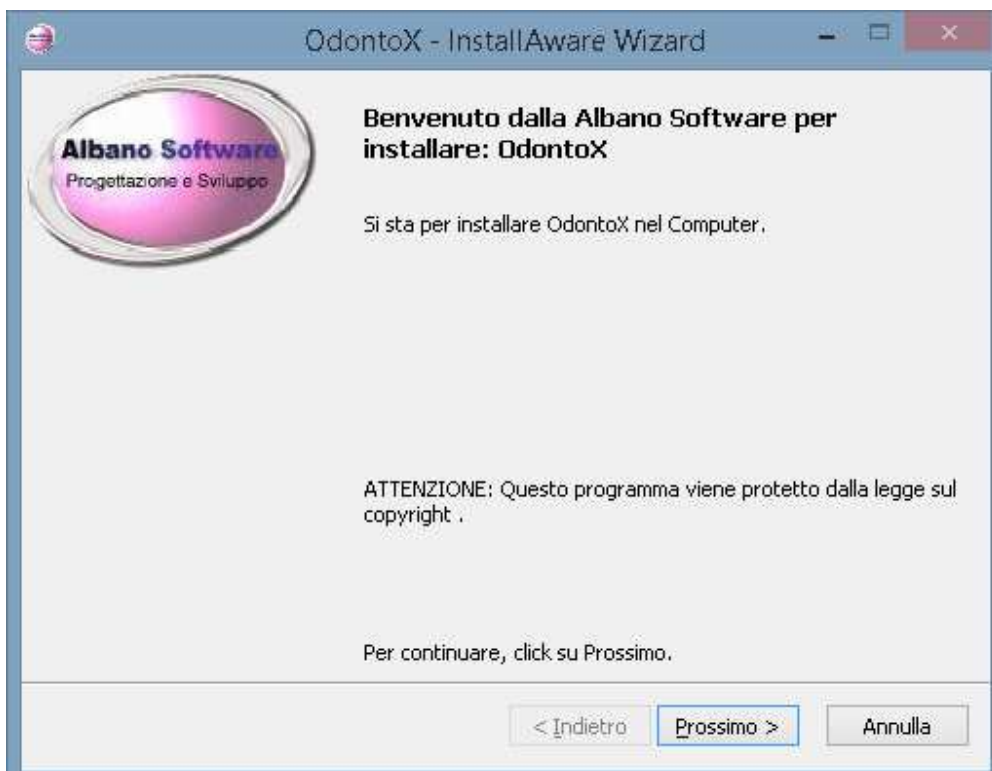 OdontoX - InstallAware Wizard
Albano Software
Progettazione e Sviluppo
Benvenuto dalla Albano Software per
installare: OdontoX
Si sta per installare OdontoX nel Computer.
ATTENZIONE: Questo programma viene protetto dalla legge sul
copyright .
Per continuare, click su Prossimo.
< Indietro
Prossimo >
Annulla